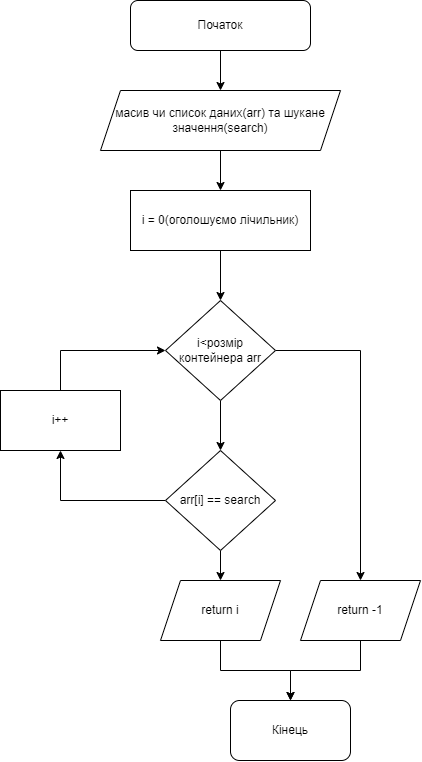 Початок
масив чи список даних(arr) та шукане
значення(search)
i = 0(оголошуємо лічильник)
i<розмір
контейнера arr
i++
arr[i] == search
return i
return -1
Кінець